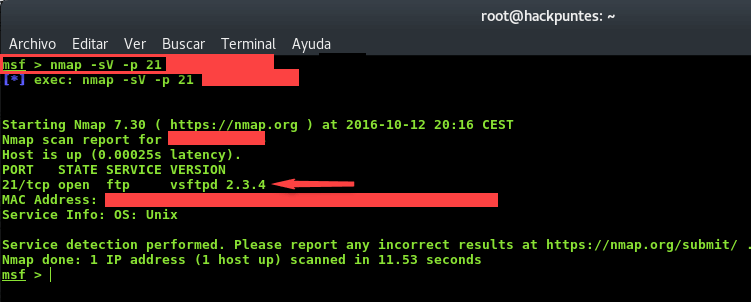 root@hackpuntes: ~
Archivo Editar Ver Buscar Terminal Ayuda
msf > nmap -sV -p 21
[*] exec: nmap -sV -p 21
Starting Nmap 7.30 ( https://nmap.org ) at 2016-10-12 20:16 CEST
Nmap scan report for
Host is up (0.00025s latency).
PORT   STATE SERVICE VERSION
21/tcp open  ftp     vsftpd 2.3.4
MAC Address:
Service Info: OS: Unix
Service detection performed. Please report any incorrect results at https://nmap.org/submit/ .
Nmap done: 1 IP address (1 host up) scanned in 11.53 seconds
msf >